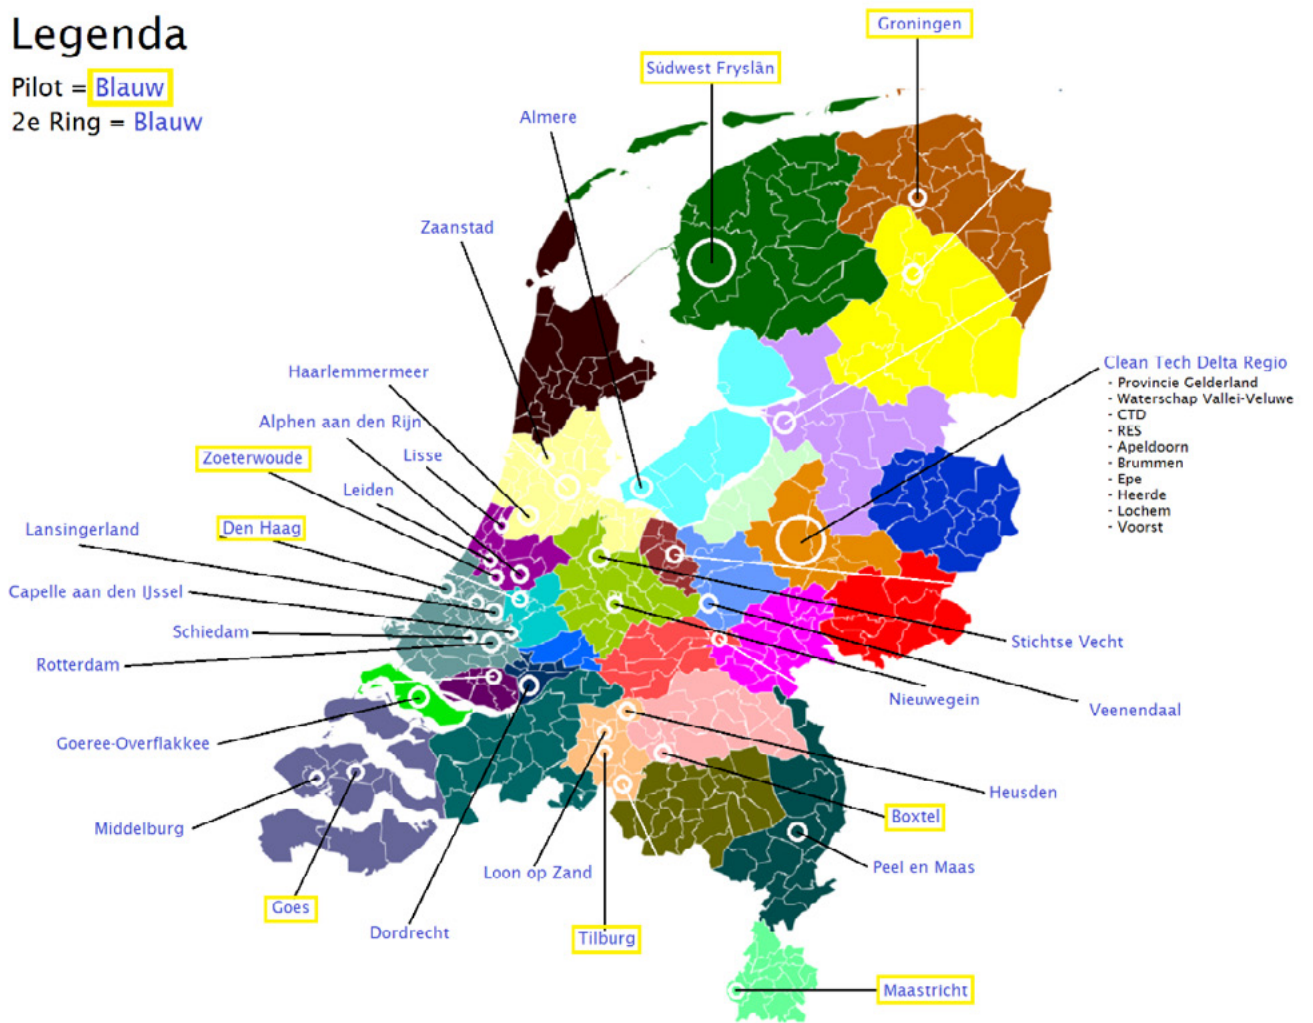 Legenda
Pilot = Blauw
2e Ring = Blauw
Groningen
Súdwest Fryslân
Almere
Zaanstad
Haarlemmermeer
Alphen aan den Rijn
Lisse
Zoeterwoude
Leiden
Den Haag
Lansingerland
Capelle aan den IJssel
Schiedam
Rotterdam
Goeree-Overflakkee
Middelburg
Goes
Dordrecht
Loon op Zand
Tilburg
Clean Tech Delta Regio
- Provincie Gelderland
- Waterschap Vallei-Veluwe
- CTD
- RES
- Apeldoorn
- Brummen
- Epe
- Heerde
- Lochem
- Voorst
Stichtse Vecht
Nieuwegein
Veenendaal
Heusden
Boxtel
Peel en Maas
Maastricht